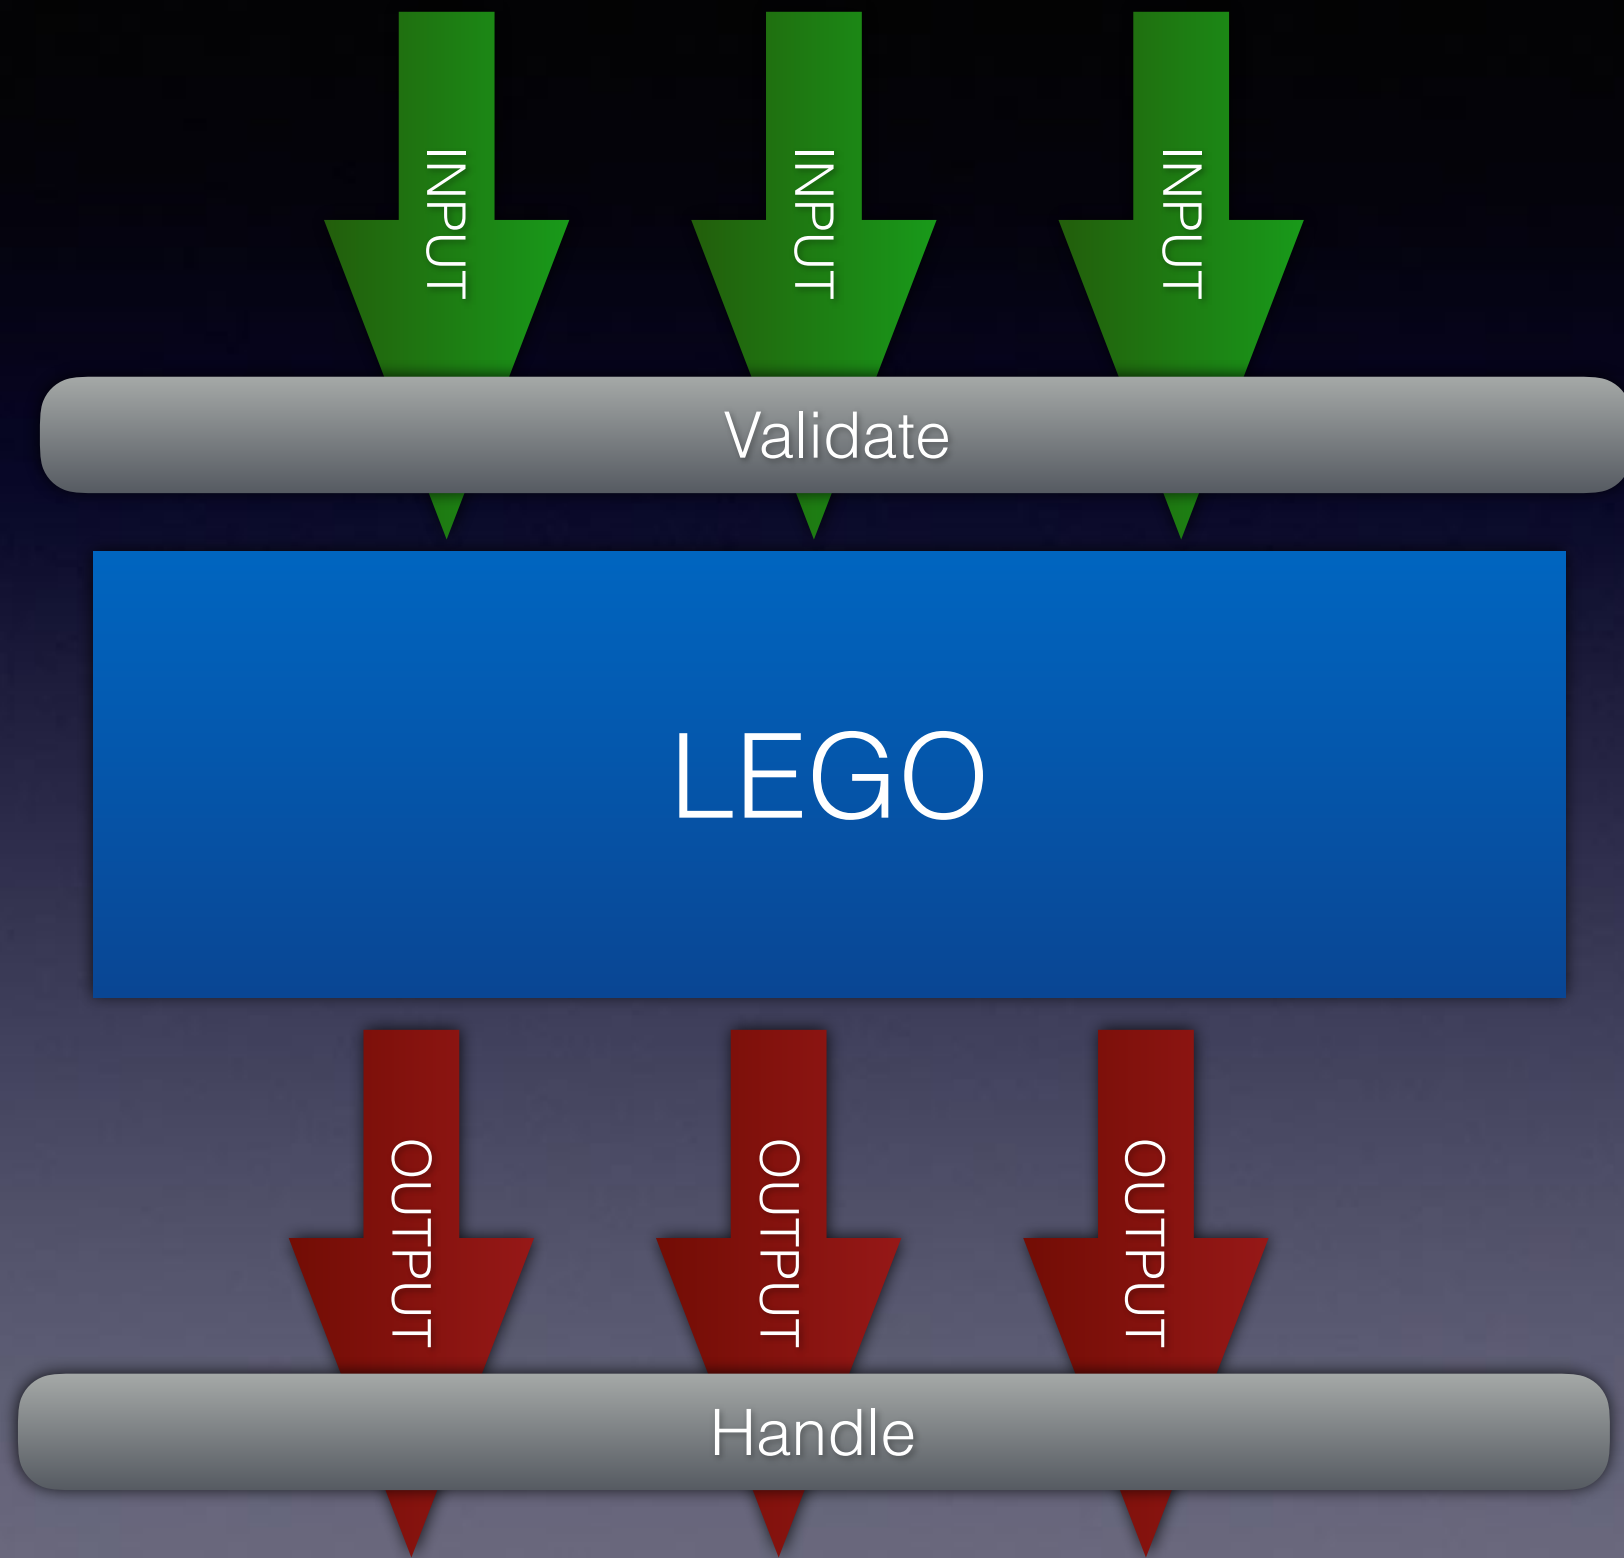 INPUT
INPUT
INPUT
Validate
LEGO
OUTPUT
OUTPUT
OUTPUT
Handle